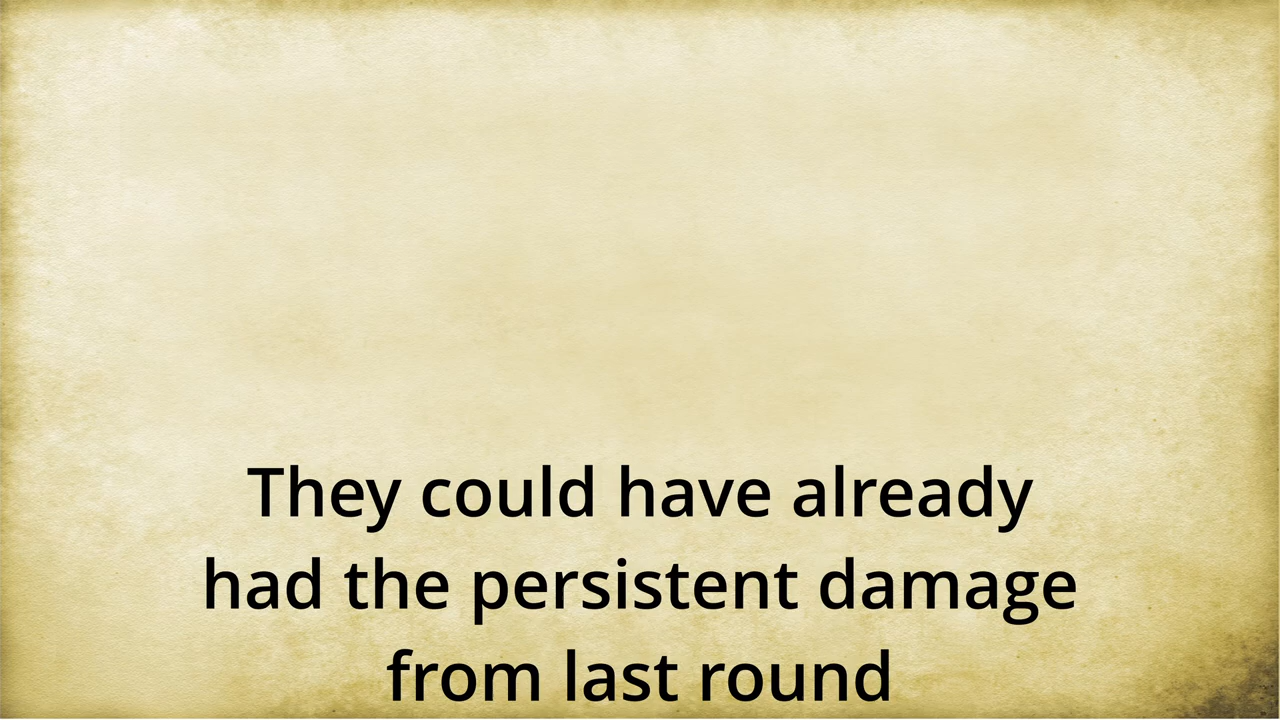 They could have already
had the persistent damage
from last round